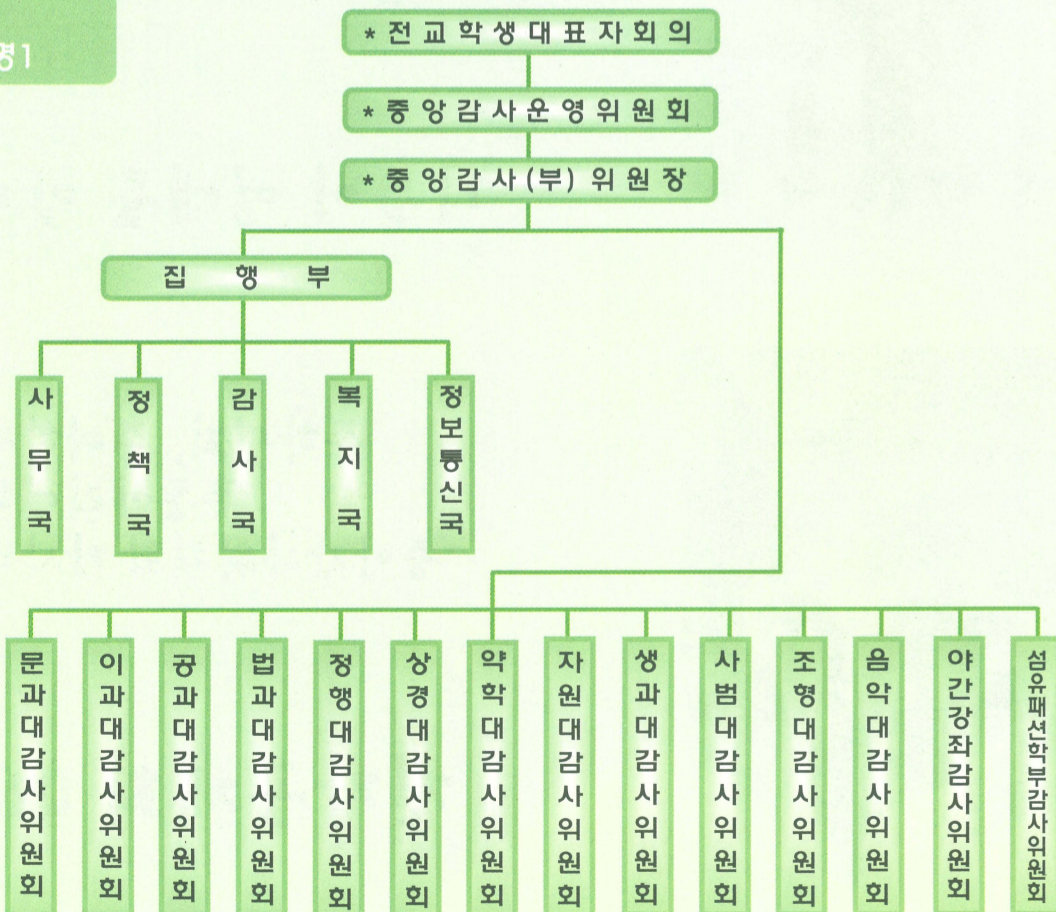 * 전교학생대표자회의
* 중앙감사운영위원회
* 중앙감사(부)위원장
집 행 부
사무국
정책국
감사국
복지국
정보통신국
문과대감사위원회
이과대감사위원회
공과대감사위원회
법과대감사위원회
정행대감사위원회
상경대감사위원회
약학대감사위원회
자원대감사위원회
생과대감사위원회
사범대감사위원회
조형대감사위원회
음악대감사위원회
야간강좌감사위원회
섬유패션학부감사위원회